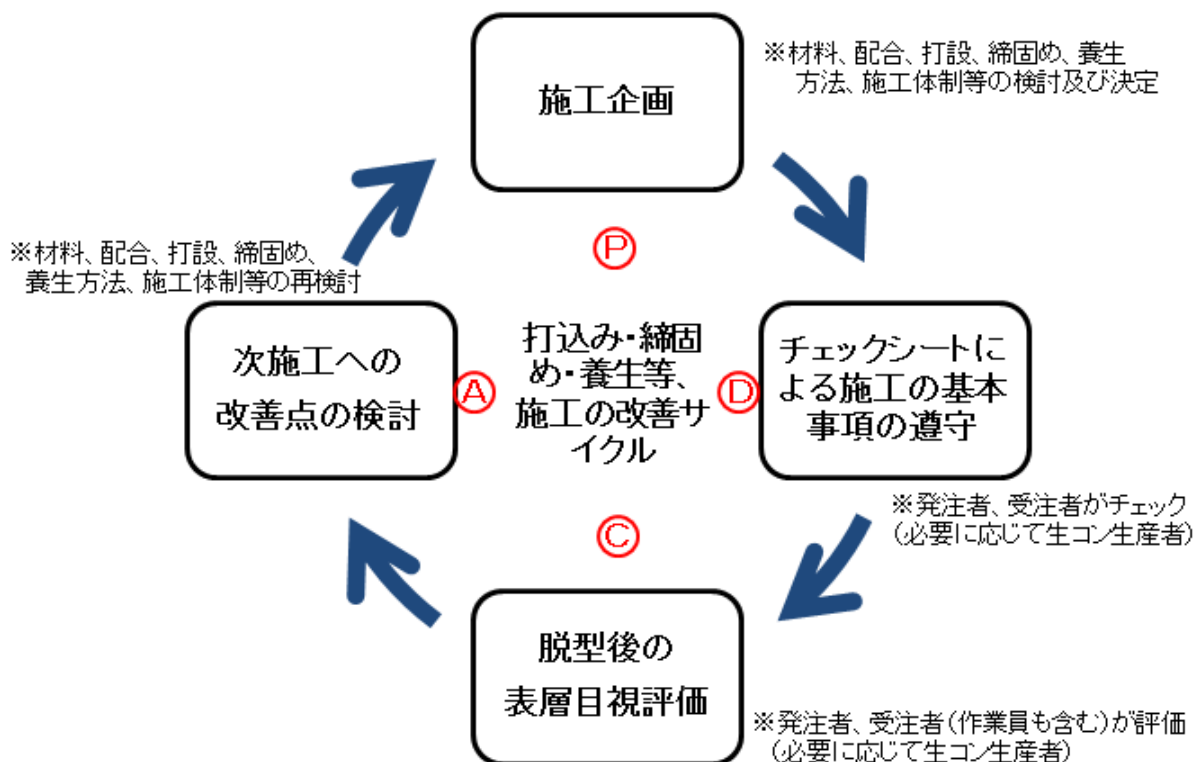 施工企画
※材料、配合、打設、締固め、養生
方法、施工体制等の検討及び決定
Ⓟ
※材料、配合、打設、締固め、
養生方法、施工体制等の再検討
次施工への
改善点の検討
Ⓐ
打込み・締固
め・養生等、
施工の改善サ
イクル
Ⓓ
チェックシートに
よる施工の基本
事項の遵守
※発注者、受注者がチェック
(必要に応じて生コン生産者)
Ⓒ
脱型後の
表層目視評価
※発注者、受注者(作業員も含む)が評価
(必要に応じて生コン生産者)